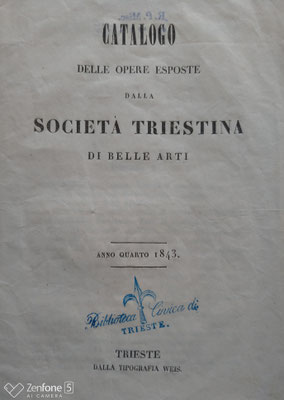 CATALOGO
DELLE OPERE ESPOSTE
DALLA
SOCIETÀ TRIESTINA
DI BELLE ARTI
ANNO QUARTO 1843.
Biblioteca Civica di
TRIESTE.
TRIESTE
DALLA TIPOGRAFIA WEIS.
Zenfone 5
AI CAMERA